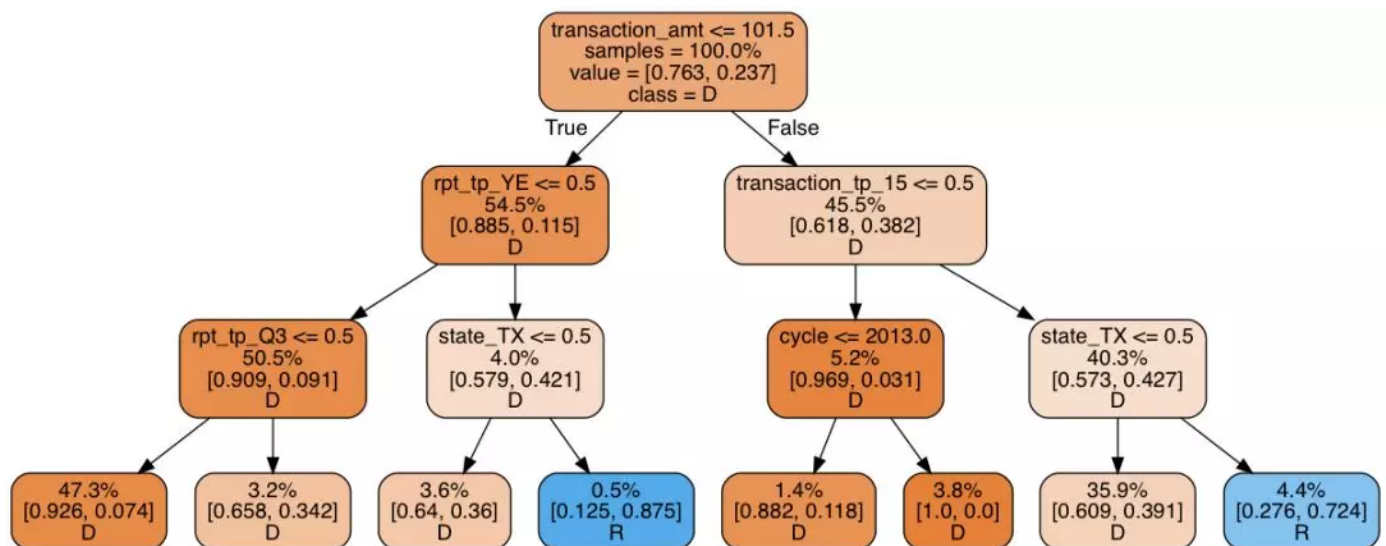 transaction_amt <= 101.5
samples = 100.0%
value = [0.763, 0.237]
class = D
True
False
rpt_tp_YE <= 0.5
54.5%
[0.885, 0.115]
D
transaction_tp_15 <= 0.5
45.5%
[0.618, 0.382]
D
rpt_tp_Q3 <= 0.5
50.5%
[0.909, 0.091]
D
state_TX <= 0.5
4.0%
[0.579, 0.421]
D
cycle <= 2013.0
5.2%
[0.969, 0.031]
D
state_TX <= 0.5
40.3%
[0.573, 0.427]
D
47.3%
[0.926, 0.074]
D
3.2%
[0.658, 0.342]
D
3.6%
[0.64, 0.36]
D
0.5%
[0.125, 0.875]
R
1.4%
[0.882, 0.118]
D
3.8%
[1.0, 0.0]
D
35.9%
[0.609, 0.391]
D
4.4%
[0.276, 0.724]
R